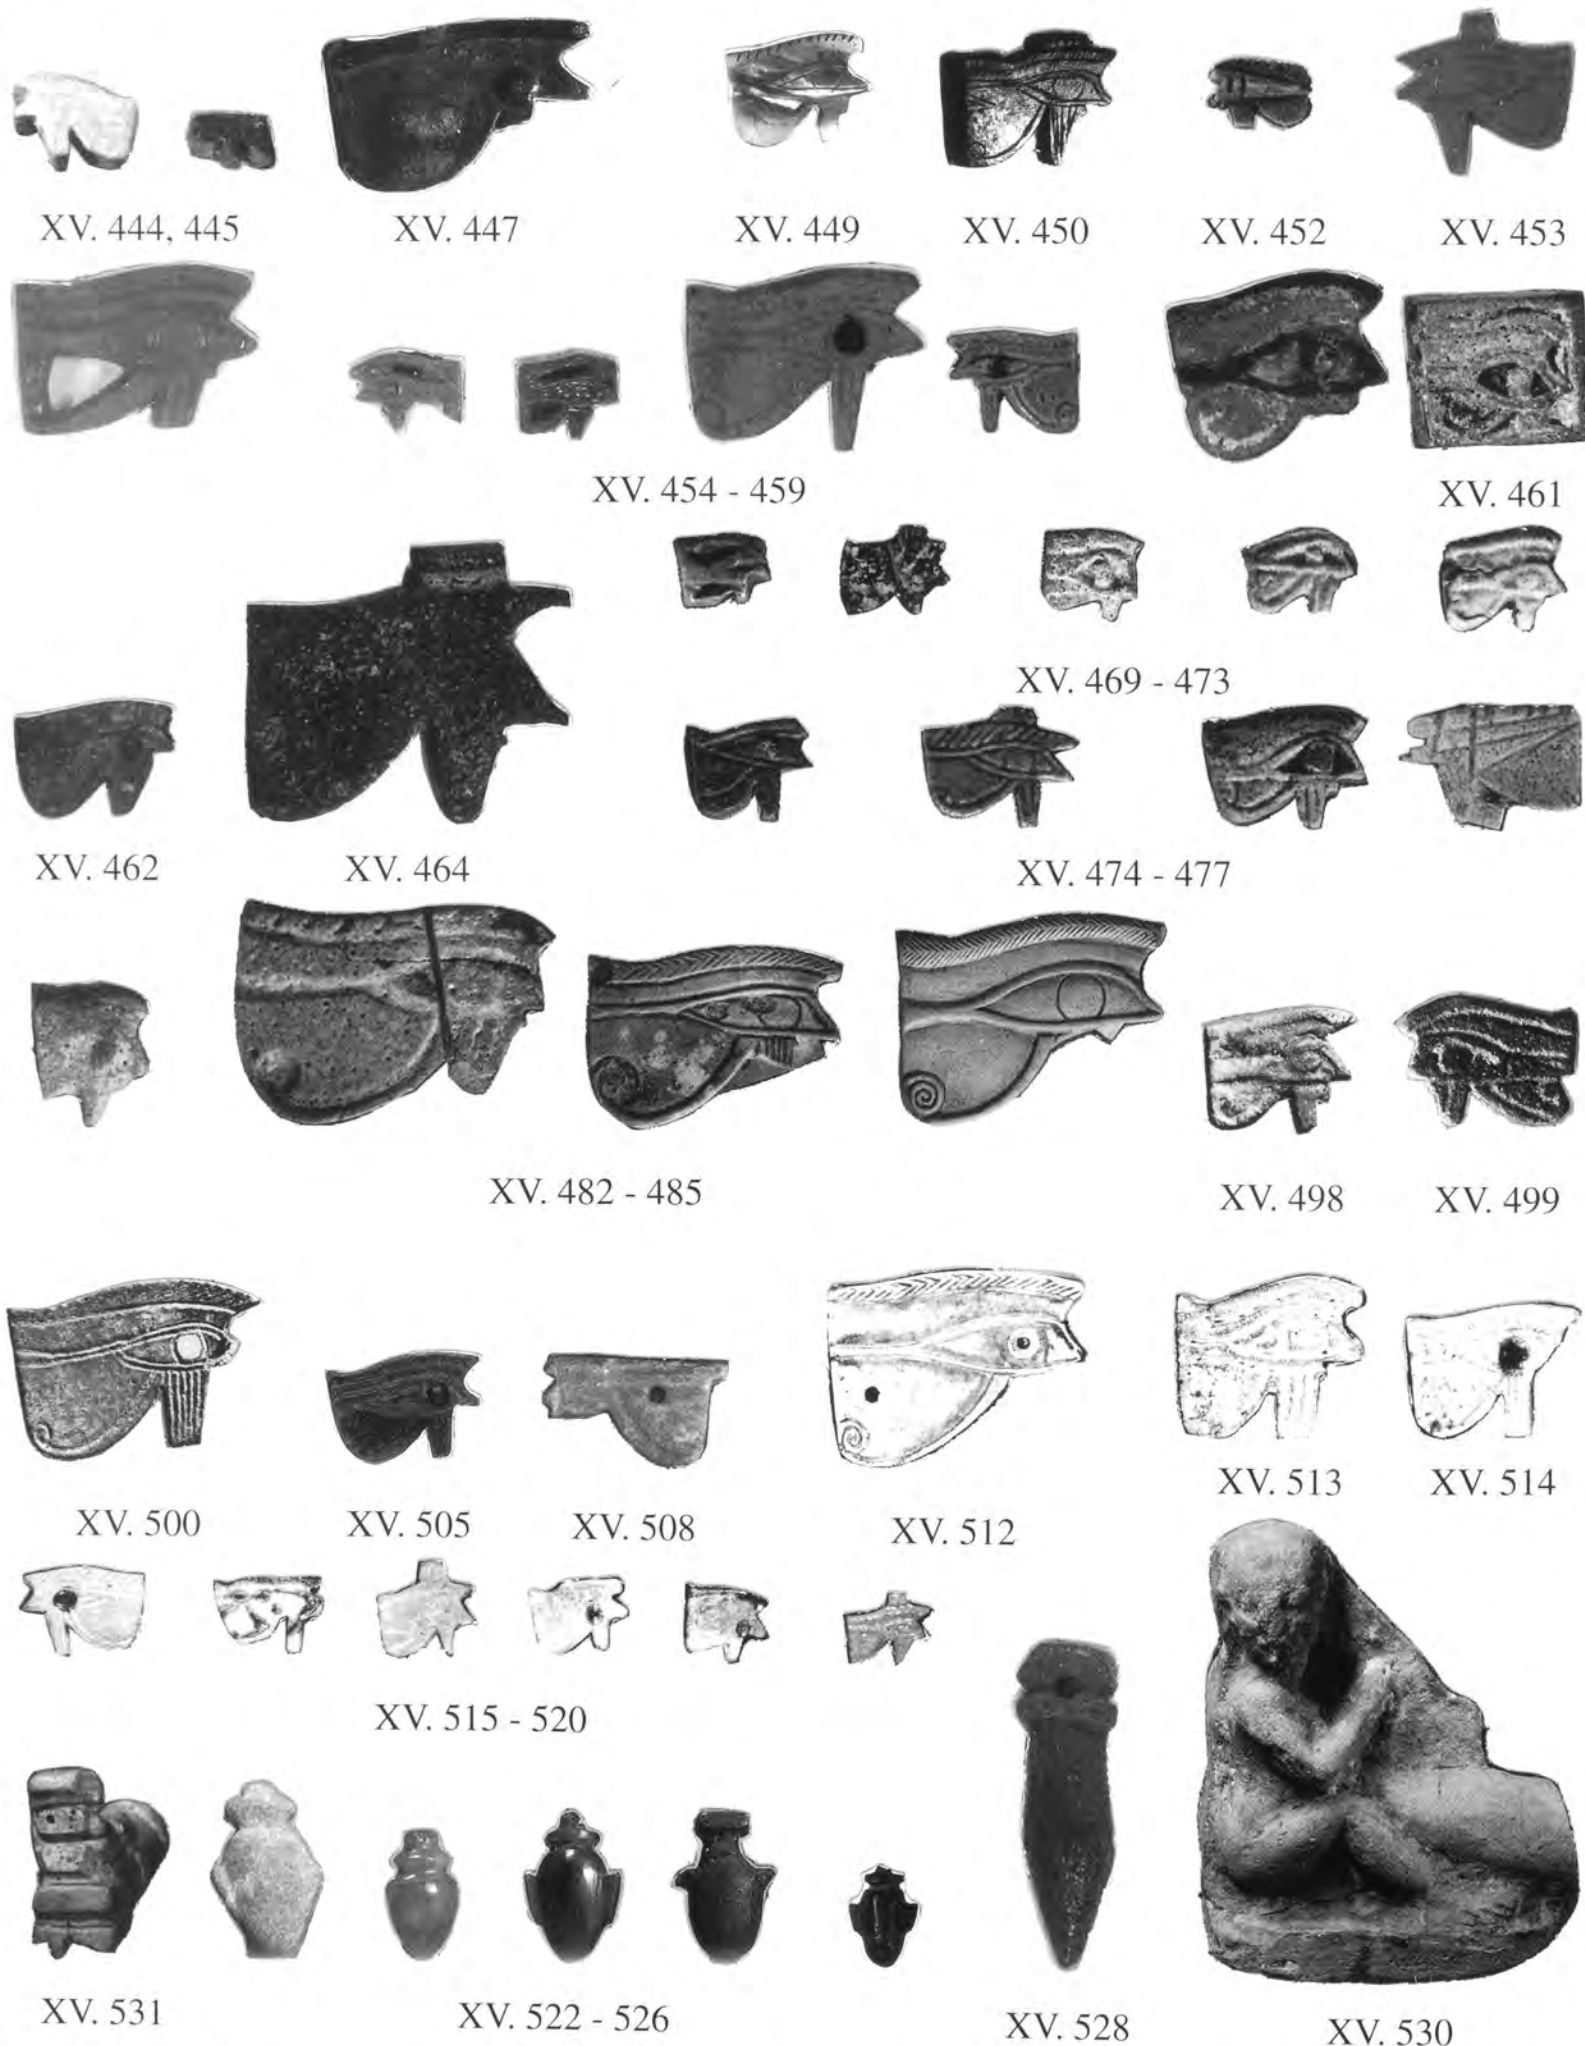 XV. 444, 445 XV. 447 XV. 449 XV. 450 XV. 452 XV. 453
XV. 454 - 459 XV. 461
XV. 469 - 473
XV. 462 XV. 464 XV. 474 - 477
XV. 482 - 485 XV. 498 XV. 499
XV. 500 XV. 505 XV. 508 XV. 512 XV. 513 XV. 514
XV. 515 - 520
XV. 531 XV. 522 - 526 XV. 528 XV. 530